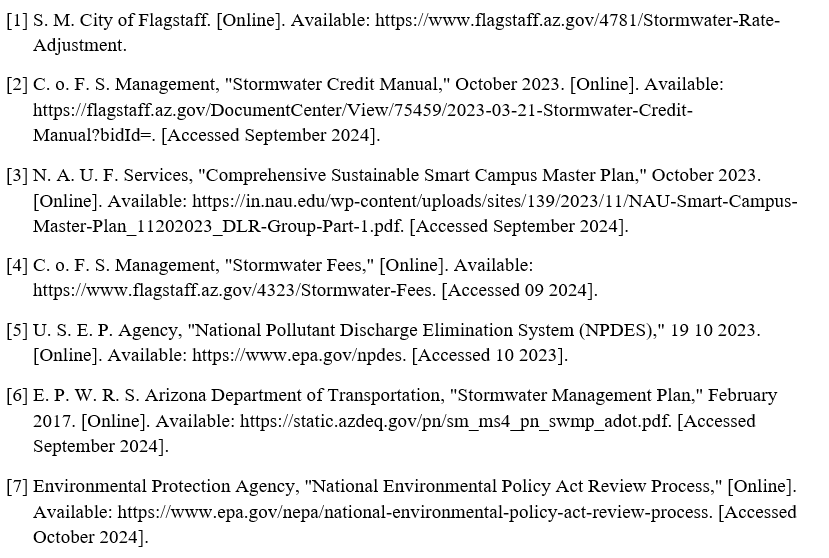 [1] S. M. City of Flagstaff. [Online]. Available: https://www.flagstaff.az.gov/4781/Stormwater-Rate-
Adjustment.
[2] C. o. F. S. Management, "Stormwater Credit Manual," October 2023. [Online]. Available:
https://flagstaff.az.gov/DocumentCenter/View/75459/2023-03-21-Stormwater-Credit-
Manual?bidId=. [Accessed September 2024].
[3] N. A. U. F. Services, "Comprehensive Sustainable Smart Campus Master Plan," October 2023.
[Online]. Available: https://in.nau.edu/wp-content/uploads/sites/139/2023/11/NAU-Smart-Campus-
Master-Plan_11202023_DLR-Group-Part-1.pdf. [Accessed September 2024].
[4] C. o. F. S. Management, "Stormwater Fees," [Online]. Available:
https://www.flagstaff.az.gov/4323/Stormwater-Fees. [Accessed 09 2024].
[5] U. S. E. P. Agency, "National Pollutant Discharge Elimination System (NPDES)," 19 10 2023.
[Online]. Available: https://www.epa.gov/npdes. [Accessed 10 2023].
[6] E. P. W. R. S. Arizona Department of Transportation, "Stormwater Management Plan," February
2017. [Online]. Available: https://static.azdeq.gov/pn/sm_ms4_pn_swmp_adot.pdf. [Accessed
September 2024].
[7] Environmental Protection Agency, "National Environmental Policy Act Review Process," [Online].
Available: https://www.epa.gov/nepa/national-environmental-policy-act-review-process. [Accessed
October 2024].